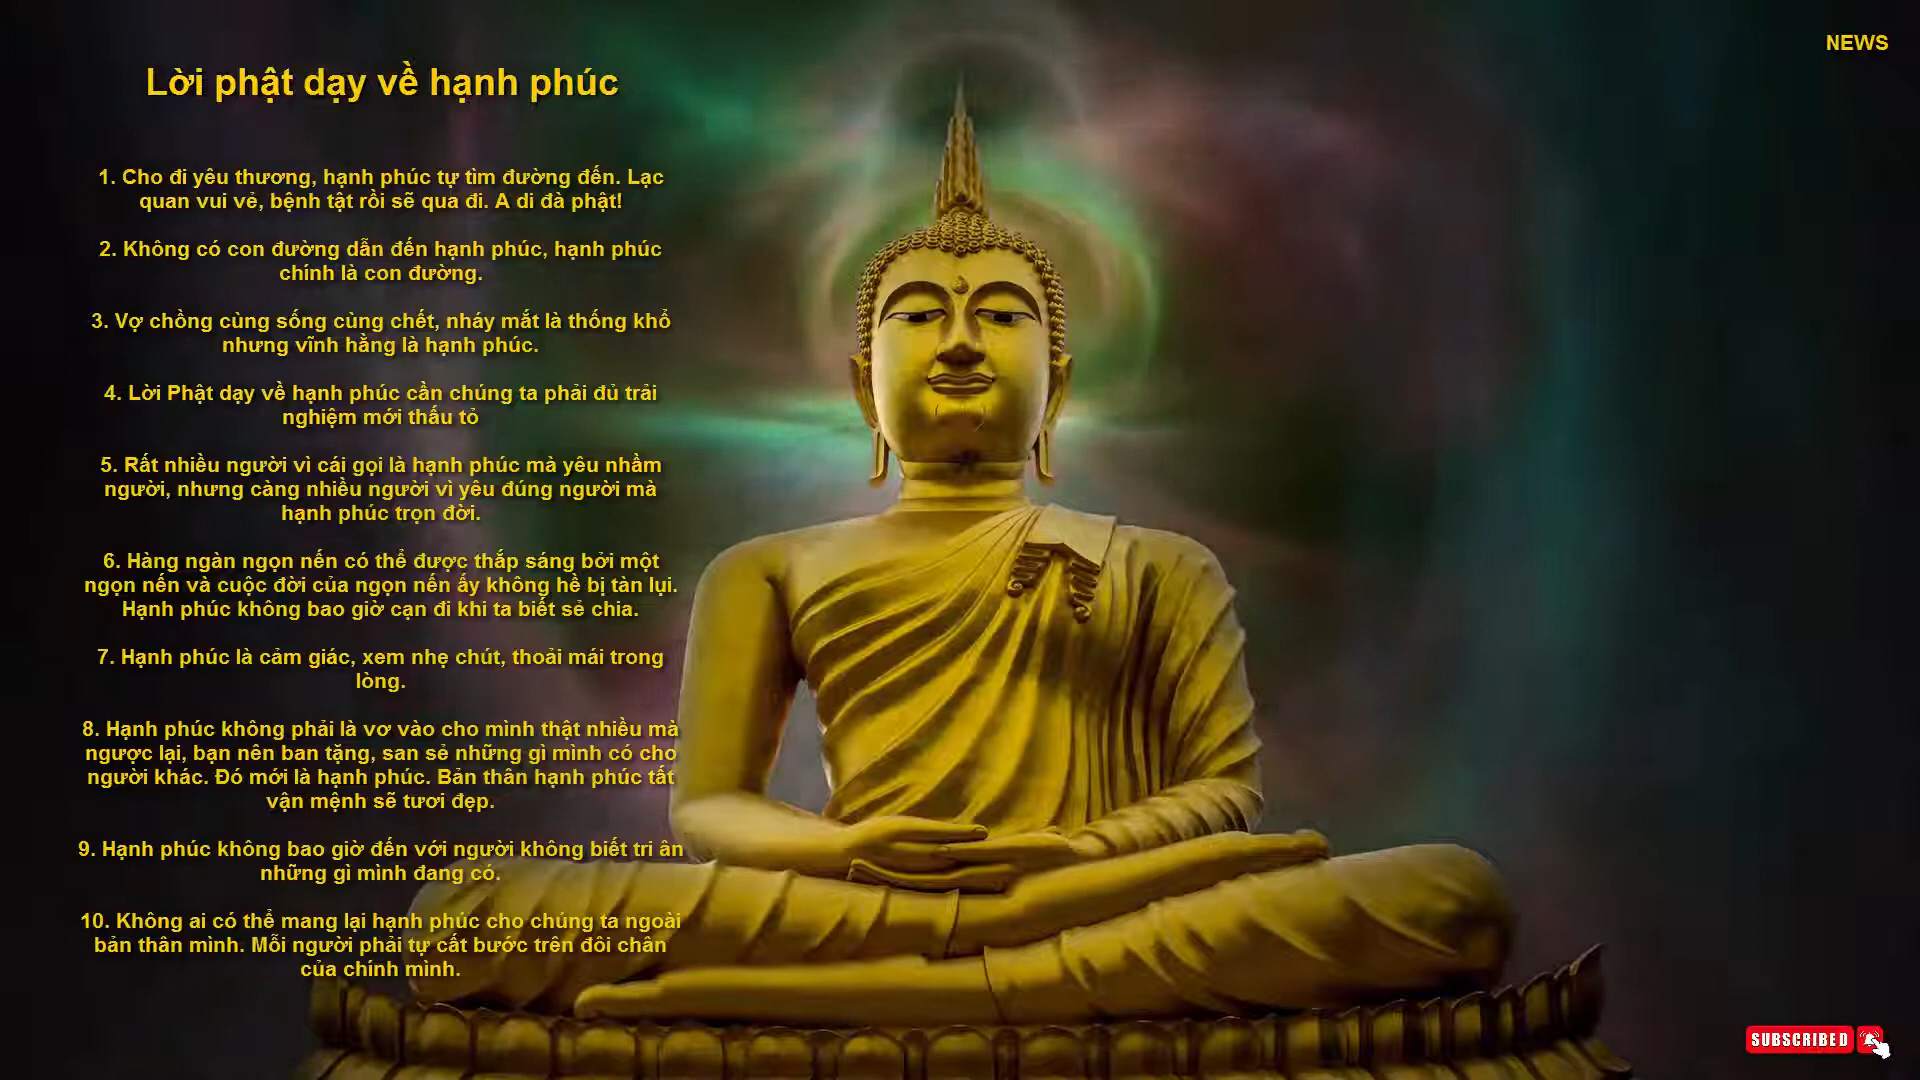 NEWS
Lời phật dạy về hạnh phúc
1. Cho đi yêu thương, hạnh phúc tự tìm đường đến. Lạc
quan vui vẻ, bệnh tật rồi sẽ qua đi. A di đà phật!
2. Không có con đường dẫn đến hạnh phúc, hạnh phúc
chính là con đường.
3. Vợ chồng cùng sống cùng chết, nháy mắt là thống khổ
nhưng vĩnh hằng là hạnh phúc.
4. Lời Phật dạy về hạnh phúc cần chúng ta phải đủ trải
nghiệm mới thấu tỏ
5. Rất nhiều người vì cái gọi là hạnh phúc mà yêu nhầm
người, nhưng càng nhiều người vì yêu đúng người mà
hạnh phúc trọn đời.
6. Hàng ngàn ngọn nến có thể được thắp sáng bởi một
ngọn nến và cuộc đời của ngọn nến ấy không hề bị tàn lụi.
Hạnh phúc không bao giờ cạn đi khi ta biết sẻ chia.
7. Hạnh phúc là cảm giác, xem nhẹ chút, thoải mái trong
lòng.
8. Hạnh phúc không phải là vơ vào cho mình thật nhiều mà
ngược lại, bạn nên ban tặng, san sẻ những gì mình có cho
người khác. Đó mới là hạnh phúc. Bản thân hạnh phúc tất
vận mệnh sẽ tươi đẹp.
9. Hạnh phúc không bao giờ đến với người không biết tri ân
những gì mình đang có.
10. Không ai có thể mang lại hạnh phúc cho chúng ta ngoài
bản thân mình. Mỗi người phải tự cất bước trên đôi chân
của chính mình.
SUBSCRIBED